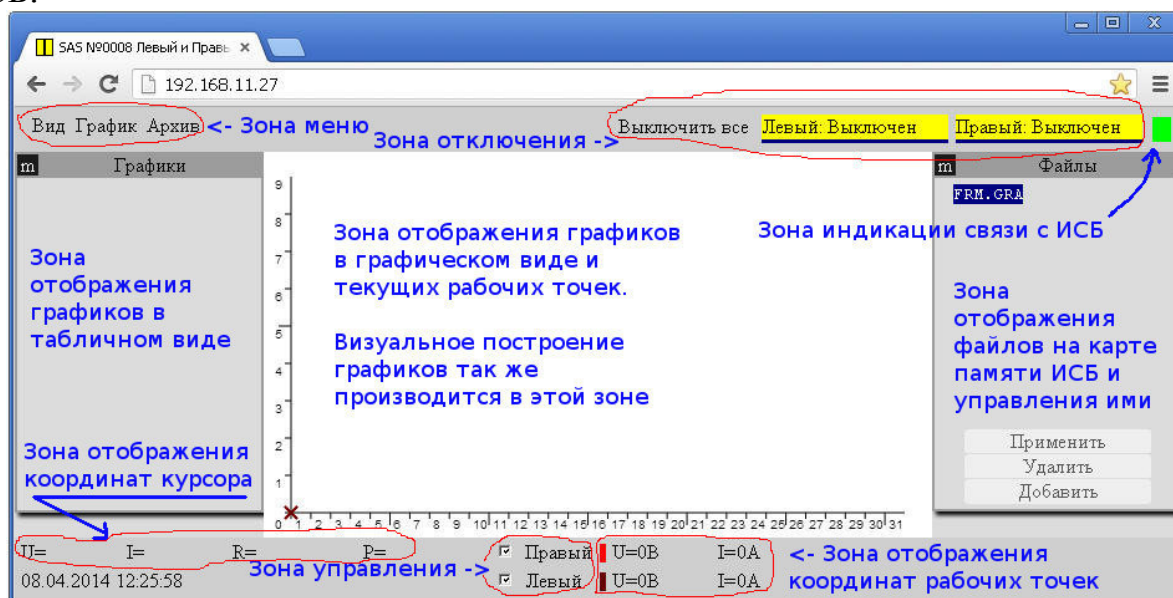 ОВ.
SAS №0008 Левый и Правь
192.168.11.27
Вид График Архив <- Зона меню
Зона отключения ->
Выключить все Левый: Выключен Правый: Выключен
m Графики
m Файлы
FRM.GRA
Зона индикации связи с ИСБ
Зона
отображения
графиков в
табличном виде
Зона отображения графиков
в графическом виде и
текущих рабочих точек.
Визуальное построение
графиков так же
производится в этой зоне
Зона
отображения
файлов на карте
памяти ИСБ и
управления ими
Применить
Удалить
Добавить
Зона отображения
координат курсора
9
8
7
6
5
4
3
2
1
0 1 2 3 4 5 6 7 8 9 10 11 12 13 14 15 16 17 18 19 20 21 22 23 24 25 26 27 28 29 30 31
U= I= R= P=
08.04.2014 12:25:58
Зона управления ->
Правый U=0В I=0А
Левый U=0В I=0А
<- Зона отображения
координат рабочих точек